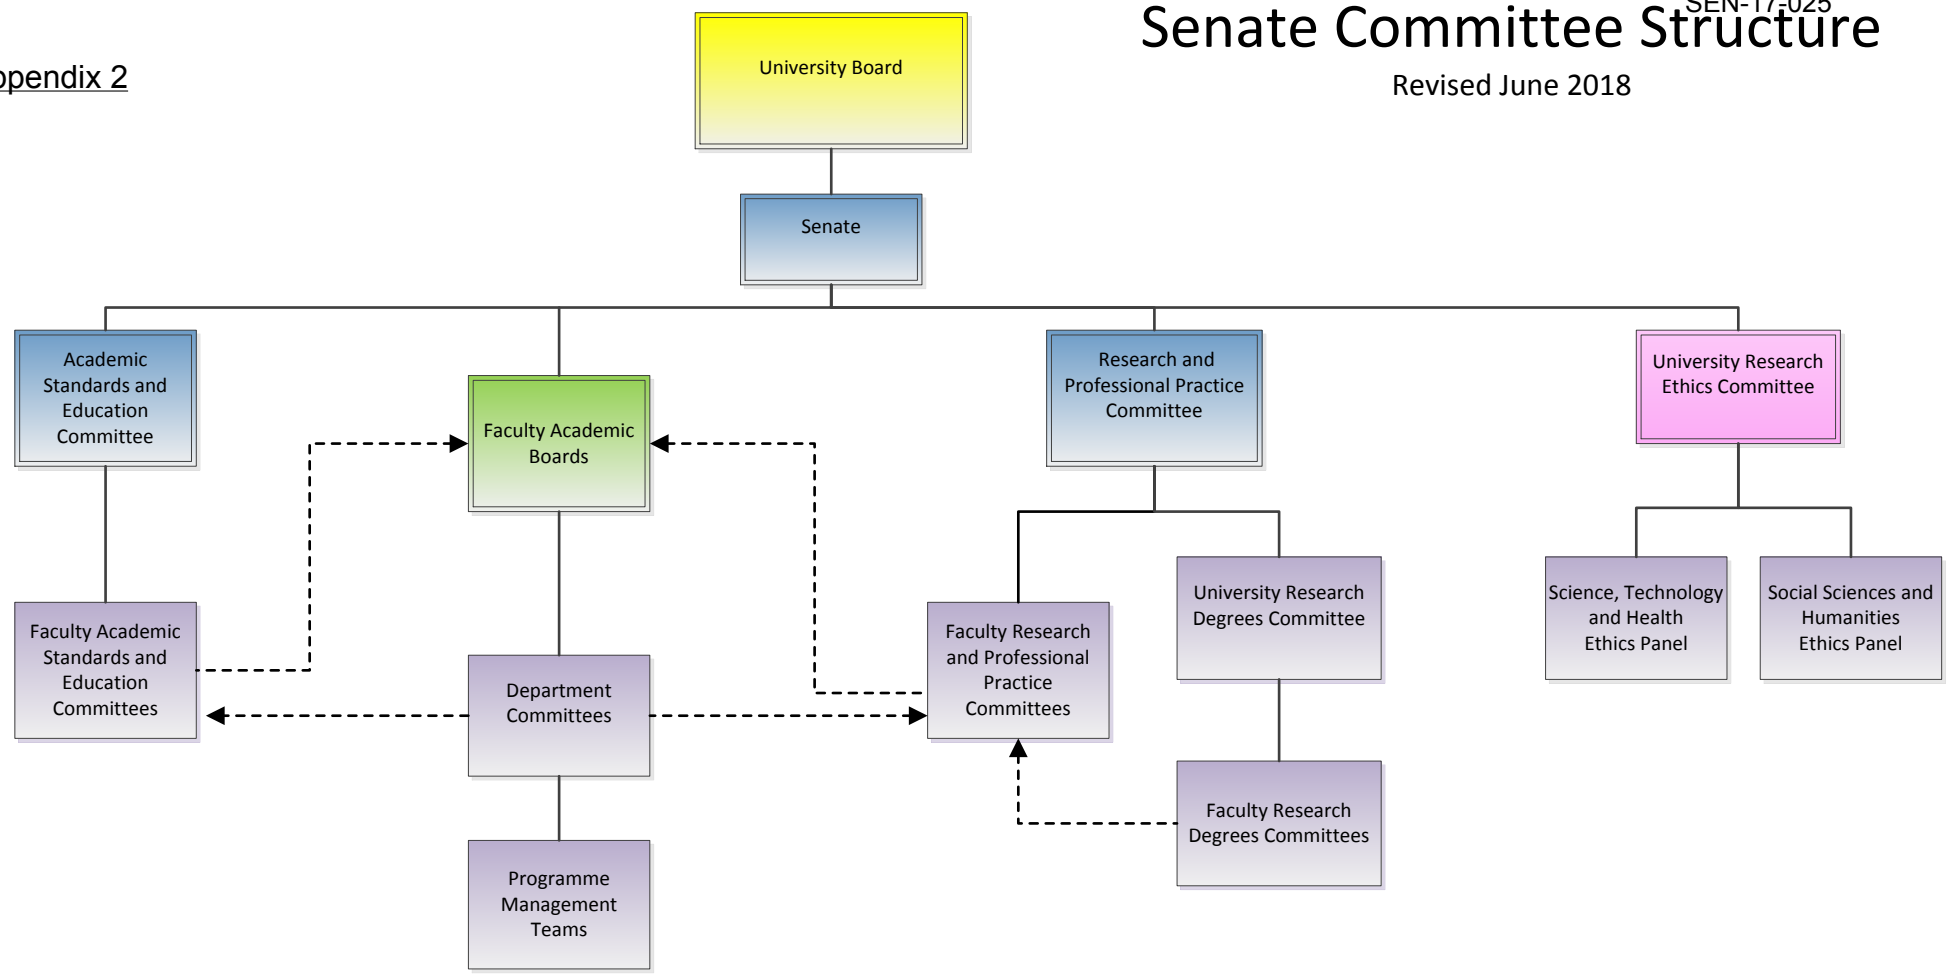 SEN-17-025
Senate Committee Structure
Revised June 2018
ppendix 2
University Board
Senate
Academic
Standards and
Education
Committee
Faculty Academic
Boards
Research and
Professional Practice
Committee
University Research
Ethics Committee
Faculty Academic
Standards and
Education
Committees
Department
Committees
Programme
Management
Teams
Faculty Research
and Professional
Practice
Committees
University Research
Degrees Committee
Faculty Research
Degrees Committees
Science, Technology
and Health
Ethics Panel
Social Sciences and
Humanities
Ethics Panel